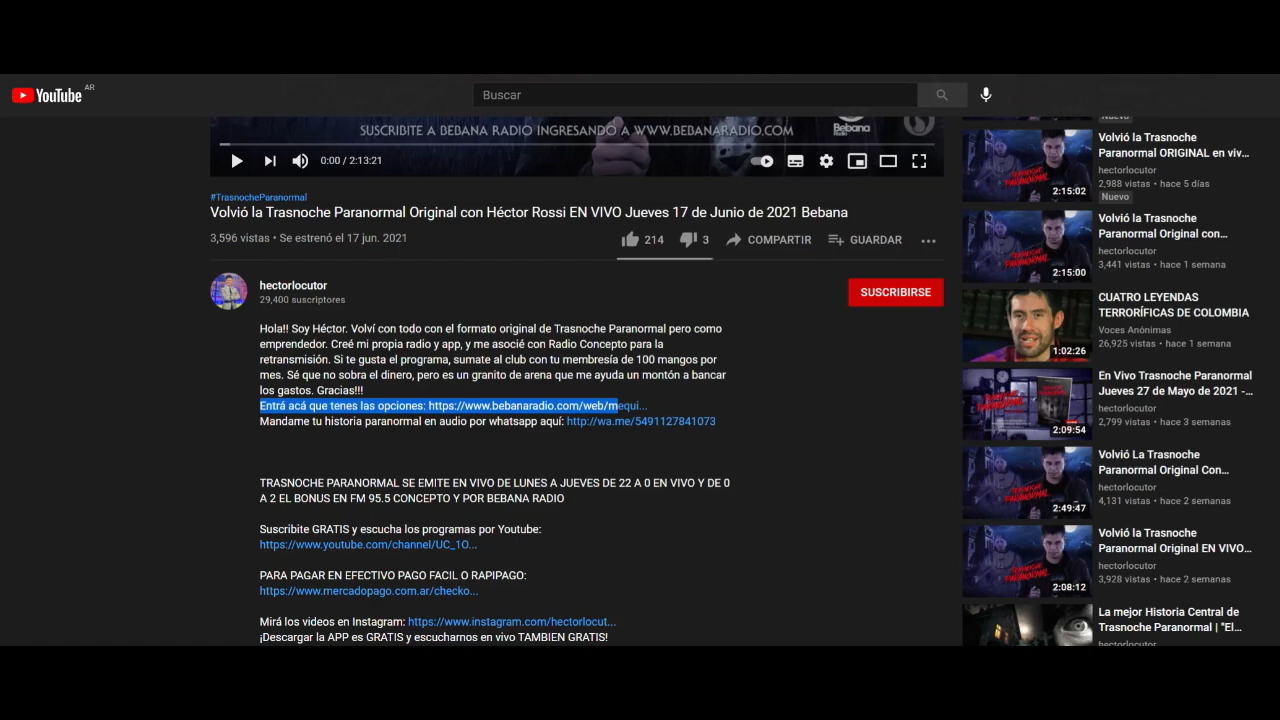 YouTube AR
Buscar
SUSCRIBITE A BEBANA RADIO INGRESANDO A WWW.BEBANARADIO.COM
Bebana
Radio
0:00 / 2:13:21
#TrasnocheParanormal
Volvió la Trasnoche Paranormal Original con Héctor Rossi EN VIVO Jueves 17 de Junio de 2021 Bebana
3,596 vistas • Se estrenó el 17 jun. 2021
214
3
COMPARTIR
GUARDAR
hectorlocutor
29,400 suscriptores
SUSCRIBIRSE
Hola!! Soy Héctor. Volví con todo con el formato original de Trasnoche Paranormal pero como
emprendedor. Creé mi propia radio y app, y me asocié con Radio Concepto para la
retransmisión. Si te gusta el programa, sumate al club con tu membresía de 100 mangos por
mes. Sé que no sobra el dinero, pero es un granito de arena que me ayuda un montón a bancar
los gastos. Gracias!!!
Entrá acá que tenes las opciones: https://www.bebanaradio.com/web/mequi...
Mandame tu historia paranormal en audio por whatsapp aquí: http://wa.me/5491127841073
TRASNOCHE PARANORMAL SE EMITE EN VIVO DE LUNES A JUEVES DE 22 A 0 EN VIVO Y DE 0
A 2 EL BONUS EN FM 95.5 CONCEPTO Y POR BEBANA RADIO
Suscribite GRATIS y escucha los programas por Youtube:
https://www.youtube.com/channel/UC_1O...
PARA PAGAR EN EFECTIVO PAGO FACIL O RAPIPAGO:
https://www.mercadopago.com.ar/checko...
Mirá los videos en Instagram: https://www.instagram.com/hectorlocut...
¡Descargar la APP es GRATIS y escucharnos en vivo TAMBIEN GRATIS!
Nuevo
TRASNOCHE
PARANORMAL
2:15:02
Volvió la Trasnoche
Paranormal ORIGINAL en viv...
hectorlocutor
2,988 vistas • hace 5 días
Nuevo
TRASNOCHE
PARANORMAL
2:15:00
Volvió la Trasnoche
Paranormal Original con...
hectorlocutor
3,441 vistas • hace 1 semana
1:02:26
CUATRO LEYENDAS
TERRORÍFICAS DE COLOMBIA
Voces Anónimas
26,925 vistas • hace 1 semana
2:09:54
En Vivo Trasnoche Paranormal
Jueves 27 de Mayo de 2021 -...
hectorlocutor
2,799 vistas • hace 3 semanas
TRASNOCHE
PARANORMAL
2:49:47
Volvió La Trasnoche
Paranormal Original Con...
hectorlocutor
4,131 vistas • hace 2 semanas
TRASNOCHE
PARANORMAL
2:08:12
Volvió la Trasnoche
Paranormal Original EN VIVO...
hectorlocutor
3,928 vistas • hace 2 semanas
La mejor Historia Central de
Trasnoche Paranormal | "El...
hectorlocutor